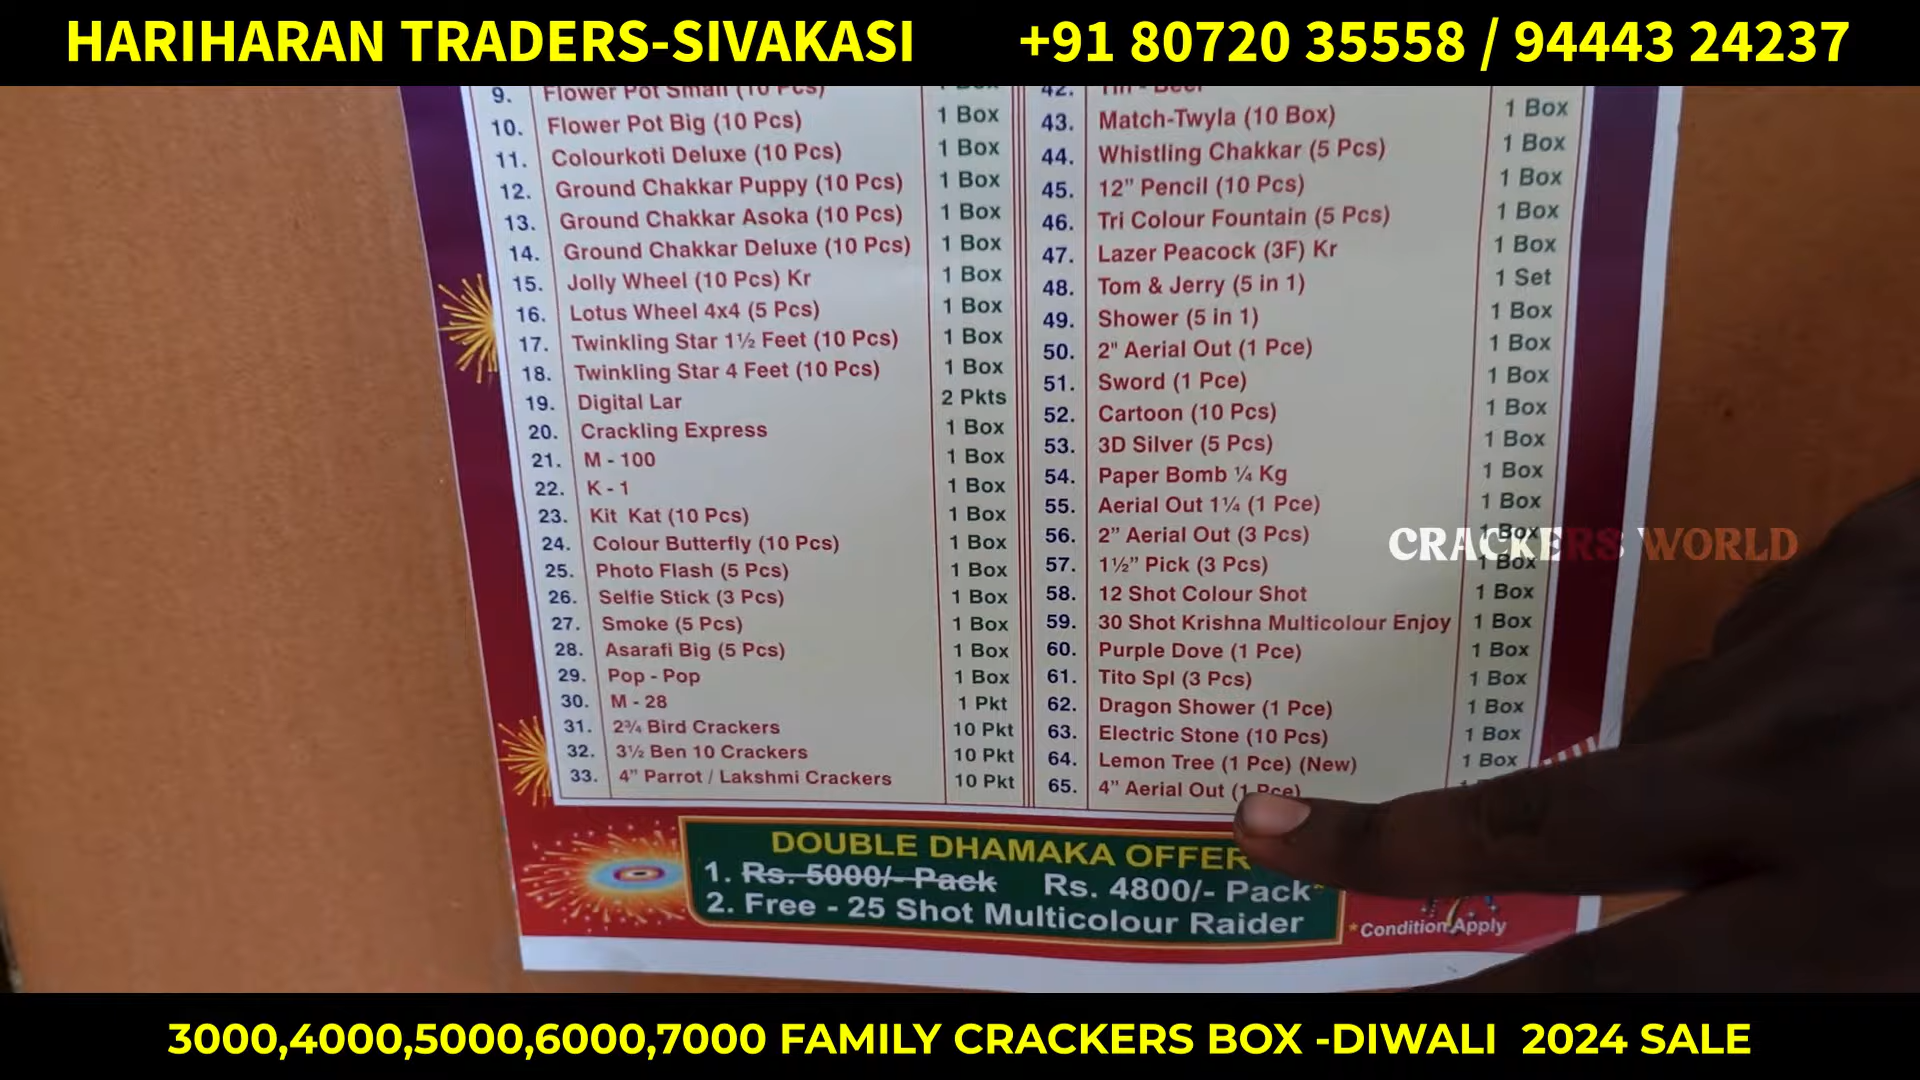 HARIHARAN TRADERS-SIVAKASI +91 80720 35558 / 94443 24237
9. Flower Pot Small (10 Pcs)
10. Flower Pot Big (10 Pcs) 1 Box
11. Colourkoti Deluxe (10 Pcs) 1 Box
12. Ground Chakkar Puppy (10 Pcs) 1 Box
13. Ground Chakkar Asoka (10 Pcs) 1 Box
14. Ground Chakkar Deluxe (10 Pcs) 1 Box
15. Jolly Wheel (10 Pcs) Kr 1 Box
16. Lotus Wheel 4x4 (5 Pcs) 1 Box
17. Twinkling Star 1½ Feet (10 Pcs) 1 Box
18. Twinkling Star 4 Feet (10 Pcs) 1 Box
19. Digital Lar 2 Pkts
20. Crackling Express 1 Box
21. M - 100 1 Box
22. K - 1 1 Box
23. Kit Kat (10 Pcs) 1 Box
24. Colour Butterfly (10 Pcs) 1 Box
25. Photo Flash (5 Pcs) 1 Box
26. Selfie Stick (3 Pcs) 1 Box
27. Smoke (5 Pcs) 1 Box
28. Asarafi Big (5 Pcs) 1 Box
29. Pop - Pop 1 Box
30. M - 28 1 Pkt
31. 2¾ Bird Crackers 10 Pkt
32. 3½ Ben 10 Crackers 10 Pkt
33. 4” Parrot / Lakshmi Crackers 10 Pkt
42.
43. Match-Twyla (10 Box) 1 Box
44. Whistling Chakkar (5 Pcs) 1 Box
45. 12” Pencil (10 Pcs) 1 Box
46. Tri Colour Fountain (5 Pcs) 1 Box
47. Lazer Peacock (3F) Kr 1 Box
48. Tom & Jerry (5 in 1) 1 Set
49. Shower (5 in 1) 1 Box
50. 2" Aerial Out (1 Pce) 1 Box
51. Sword (1 Pce) 1 Box
52. Cartoon (10 Pcs) 1 Box
53. 3D Silver (5 Pcs) 1 Box
54. Paper Bomb ¼ Kg 1 Box
55. Aerial Out 1¼ (1 Pce) 1 Box
56. 2” Aerial Out (3 Pcs) 1 Box
57. 1½” Pick (3 Pcs) 1 Box
58. 12 Shot Colour Shot 1 Box
59. 30 Shot Krishna Multicolour Enjoy 1 Box
60. Purple Dove (1 Pce) 1 Box
61. Tito Spl (3 Pcs) 1 Box
62. Dragon Shower (1 Pce) 1 Box
63. Electric Stone (10 Pcs) 1 Box
64. Lemon Tree (1 Pce) (New) 1 Box
65. 4” Aerial Out (1 Pce)
CRACKERS WORLD
DOUBLE DHAMAKA OFFER
1. Rs. 5000/- Pack Rs. 4800/- Pack*
2. Free - 25 Shot Multicolour Raider
*Condition Apply
3000,4000,5000,6000,7000 FAMILY CRACKERS BOX -DIWALI 2024 SALE